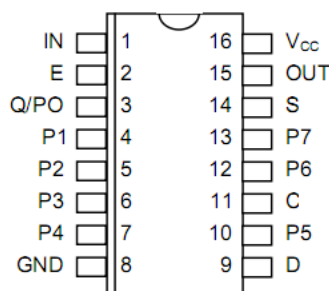 IN 1 16 VCC
E 2 15 OUT
Q/PO 3 14 S
P1 4 13 P7
P2 5 12 P6
P3 6 11 C
P4 7 10 P5
GND 8 9 D